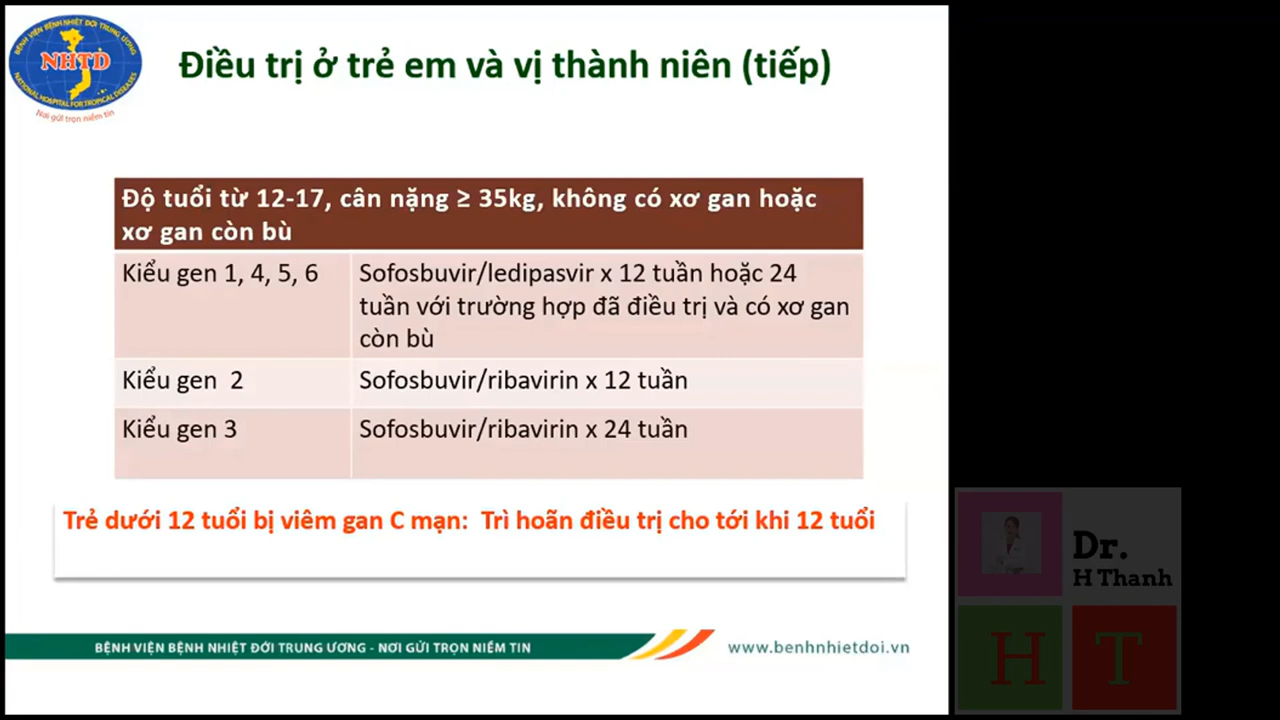 BỆNH VIỆN BỆNH NHIỆT ĐỚI TRUNG ƯƠNG
NHTD
NATIONAL HOSPITAL FOR TROPICAL DISEASES
Nơi gửi trọn niềm tin
Điều trị ở trẻ em và vị thành niên (tiếp)
Độ tuổi từ 12-17, cân nặng ≥ 35kg, không có xơ gan hoặc
xơ gan còn bù
Kiểu gen 1, 4, 5, 6
Sofosbuvir/ledipasvir x 12 tuần hoặc 24
tuần với trường hợp đã điều trị và có xơ gan
còn bù
Kiểu gen 2
Sofosbuvir/ribavirin x 12 tuần
Kiểu gen 3
Sofosbuvir/ribavirin x 24 tuần
Trẻ dưới 12 tuổi bị viêm gan C mạn: Trì hoãn điều trị cho tới khi 12 tuổi
BỆNH VIỆN BỆNH NHIỆT ĐỚI TRUNG ƯƠNG - NƠI GỬI TRỌN NIỀM TIN
www.benhnhietdoi.vn
Dr.
H Thanh
H T